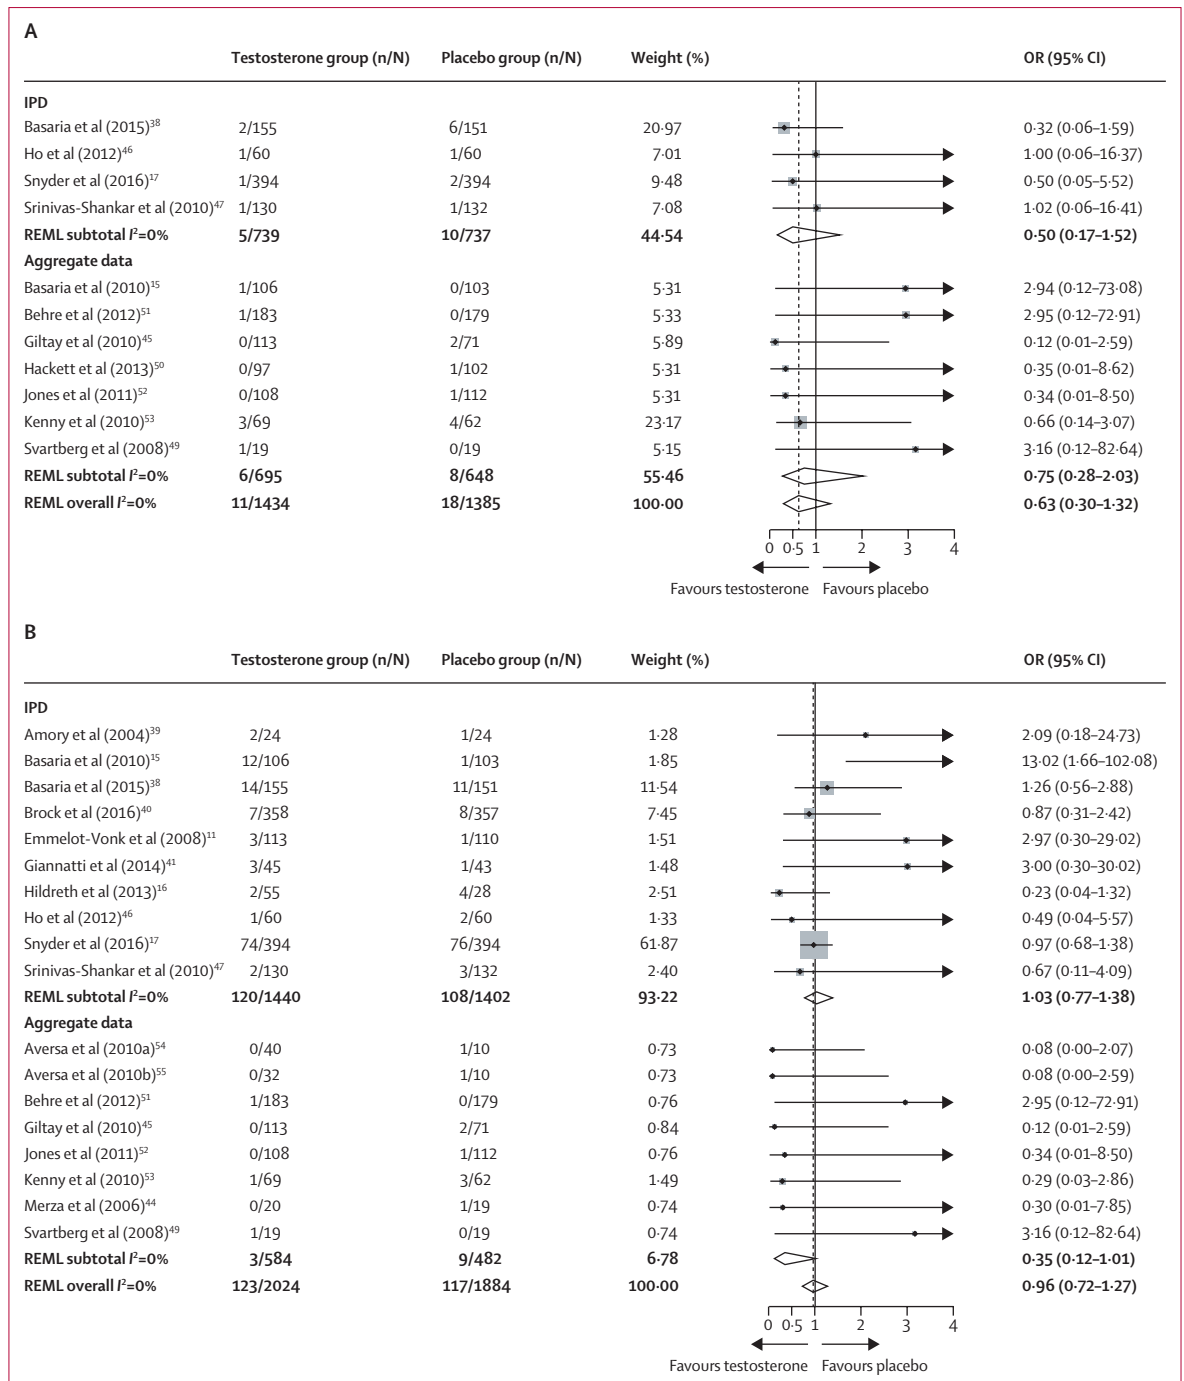 A
Testosterone group (n/N) Placebo group (n/N) Weight (%) OR (95% CI)
IPD
Basaria et al (2015)38 2/155 6/151 20·97 0·32 (0·06–1·59)
Ho et al (2012)46 1/60 1/60 7·01 1·00 (0·06–16·37)
Snyder et al (2016)17 1/394 2/394 9·48 0·50 (0·05–5·52)
Srinivas-Shankar et al (2010)47 1/130 1/132 7·08 1·02 (0·06–16·41)
REML subtotal I²=0% 5/739 10/737 44·54 0·50 (0·17–1·52)
Aggregate data
Basaria et al (2010)15 1/106 0/103 5·31 2·94 (0·12–73·08)
Behre et al (2012)51 1/183 0/179 5·33 2·95 (0·12–72·91)
Giltay et al (2010)45 0/113 2/71 5·89 0·12 (0·01–2·59)
Hackett et al (2013)50 0/97 1/102 5·31 0·35 (0·01–8·62)
Jones et al (2011)52 0/108 1/112 5·31 0·34 (0·01–8·50)
Kenny et al (2010)53 3/69 4/62 23·17 0·66 (0·14–3·07)
Svartberg et al (2008)49 1/19 0/19 5·15 3·16 (0·12–82·64)
REML subtotal I²=0% 6/695 8/648 55·46 0·75 (0·28–2·03)
REML overall I²=0% 11/1434 18/1385 100·00 0·63 (0·30–1·32)
0 0·5 1 2 3 4
Favours testosterone Favours placebo
B
Testosterone group (n/N) Placebo group (n/N) Weight (%) OR (95% CI)
IPD
Amory et al (2004)39 2/24 1/24 1·28 2·09 (0·18–24·73)
Basaria et al (2010)15 12/106 1/103 1·85 13·02 (1·66–102·08)
Basaria et al (2015)38 14/155 11/151 11·54 1·26 (0·56–2·88)
Brock et al (2016)40 7/358 8/357 7·45 0·87 (0·31–2·42)
Emmelot-Vonk et al (2008)11 3/113 1/110 1·51 2·97 (0·30–29·02)
Giannatti et al (2014)41 3/45 1/43 1·48 3·00 (0·30–30·02)
Hildreth et al (2013)16 2/55 4/28 2·51 0·23 (0·04–1·32)
Ho et al (2012)46 1/60 2/60 1·33 0·49 (0·04–5·57)
Snyder et al (2016)17 74/394 76/394 61·87 0·97 (0·68–1·38)
Srinivas-Shankar et al (2010)47 2/130 3/132 2·40 0·67 (0·11–4·09)
REML subtotal I²=0% 120/1440 108/1402 93·22 1·03 (0·77–1·38)
Aggregate data
Aversa et al (2010a)54 0/40 1/10 0·73 0·08 (0·00–2·07)
Aversa et al (2010b)55 0/32 1/10 0·73 0·08 (0·00–2·59)
Behre et al (2012)51 1/183 0/179 0·76 2·95 (0·12–72·91)
Giltay et al (2010)45 0/113 2/71 0·84 0·12 (0·01–2·59)
Jones et al (2011)52 0/108 1/112 0·76 0·34 (0·01–8·50)
Kenny et al (2010)53 1/69 3/62 1·49 0·29 (0·03–2·86)
Merza et al (2006)44 0/20 1/19 0·74 0·30 (0·01–7·85)
Svartberg et al (2008)49 1/19 0/19 0·74 3·16 (0·12–82·64)
REML subtotal I²=0% 3/584 9/482 6·78 0·35 (0·12–1·01)
REML overall I²=0% 123/2024 117/1884 100·00 0·96 (0·72–1·27)
0 0·5 1 2 3 4
Favours testosterone Favours placebo